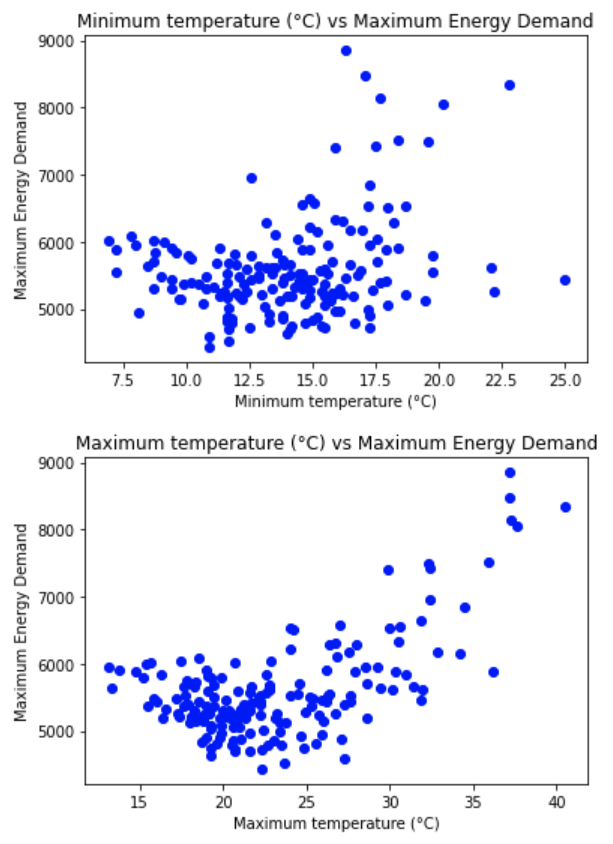 Minimum temperature (°C) vs Maximum Energy Demand
9000
8000
7000
6000
5000
Maximum Energy Demand
7.5 10.0 12.5 15.0 17.5 20.0 22.5 25.0
Minimum temperature (°C)
Maximum temperature (°C) vs Maximum Energy Demand
9000
8000
7000
6000
5000
Maximum Energy Demand
15 20 25 30 35 40
Maximum temperature (°C)